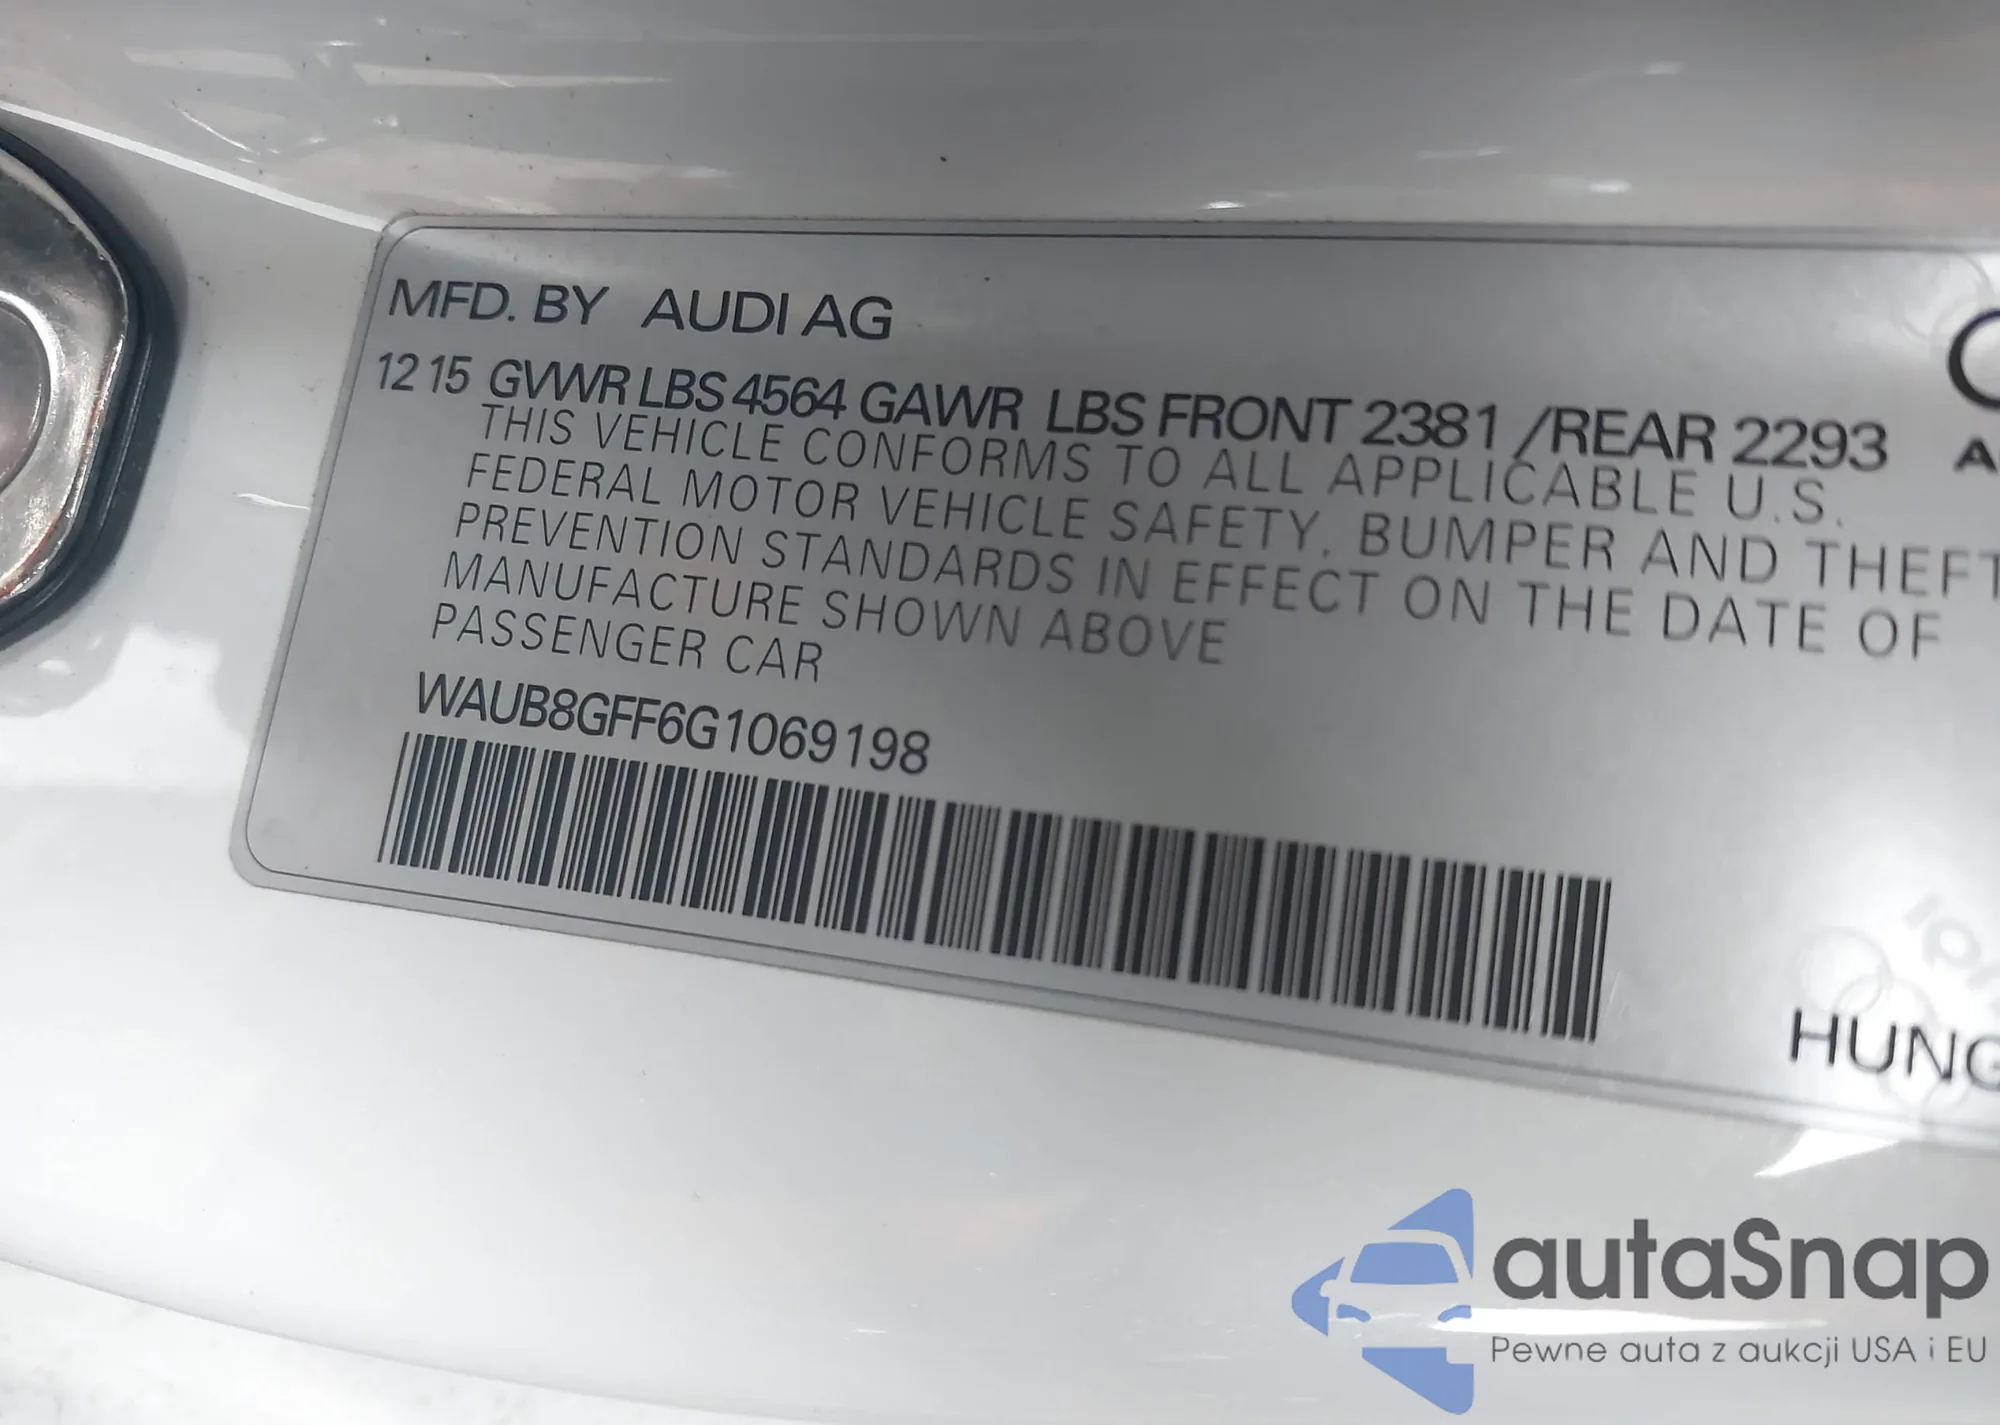 MFD. BY AUDI AG
12 15 GVWR LBS 4564 GAWR LBS FRONT 2381 /REAR 2293
THIS VEHICLE CONFORMS TO ALL APPLICABLE U.S.
FEDERAL MOTOR VEHICLE SAFETY, BUMPER AND THEFT
PREVENTION STANDARDS IN EFFECT ON THE DATE OF
MANUFACTURE SHOWN ABOVE
PASSENGER CAR
WAUB8GFF6G1069198
HUNG
autaSnap
Pewne auta z aukcji USA i EU